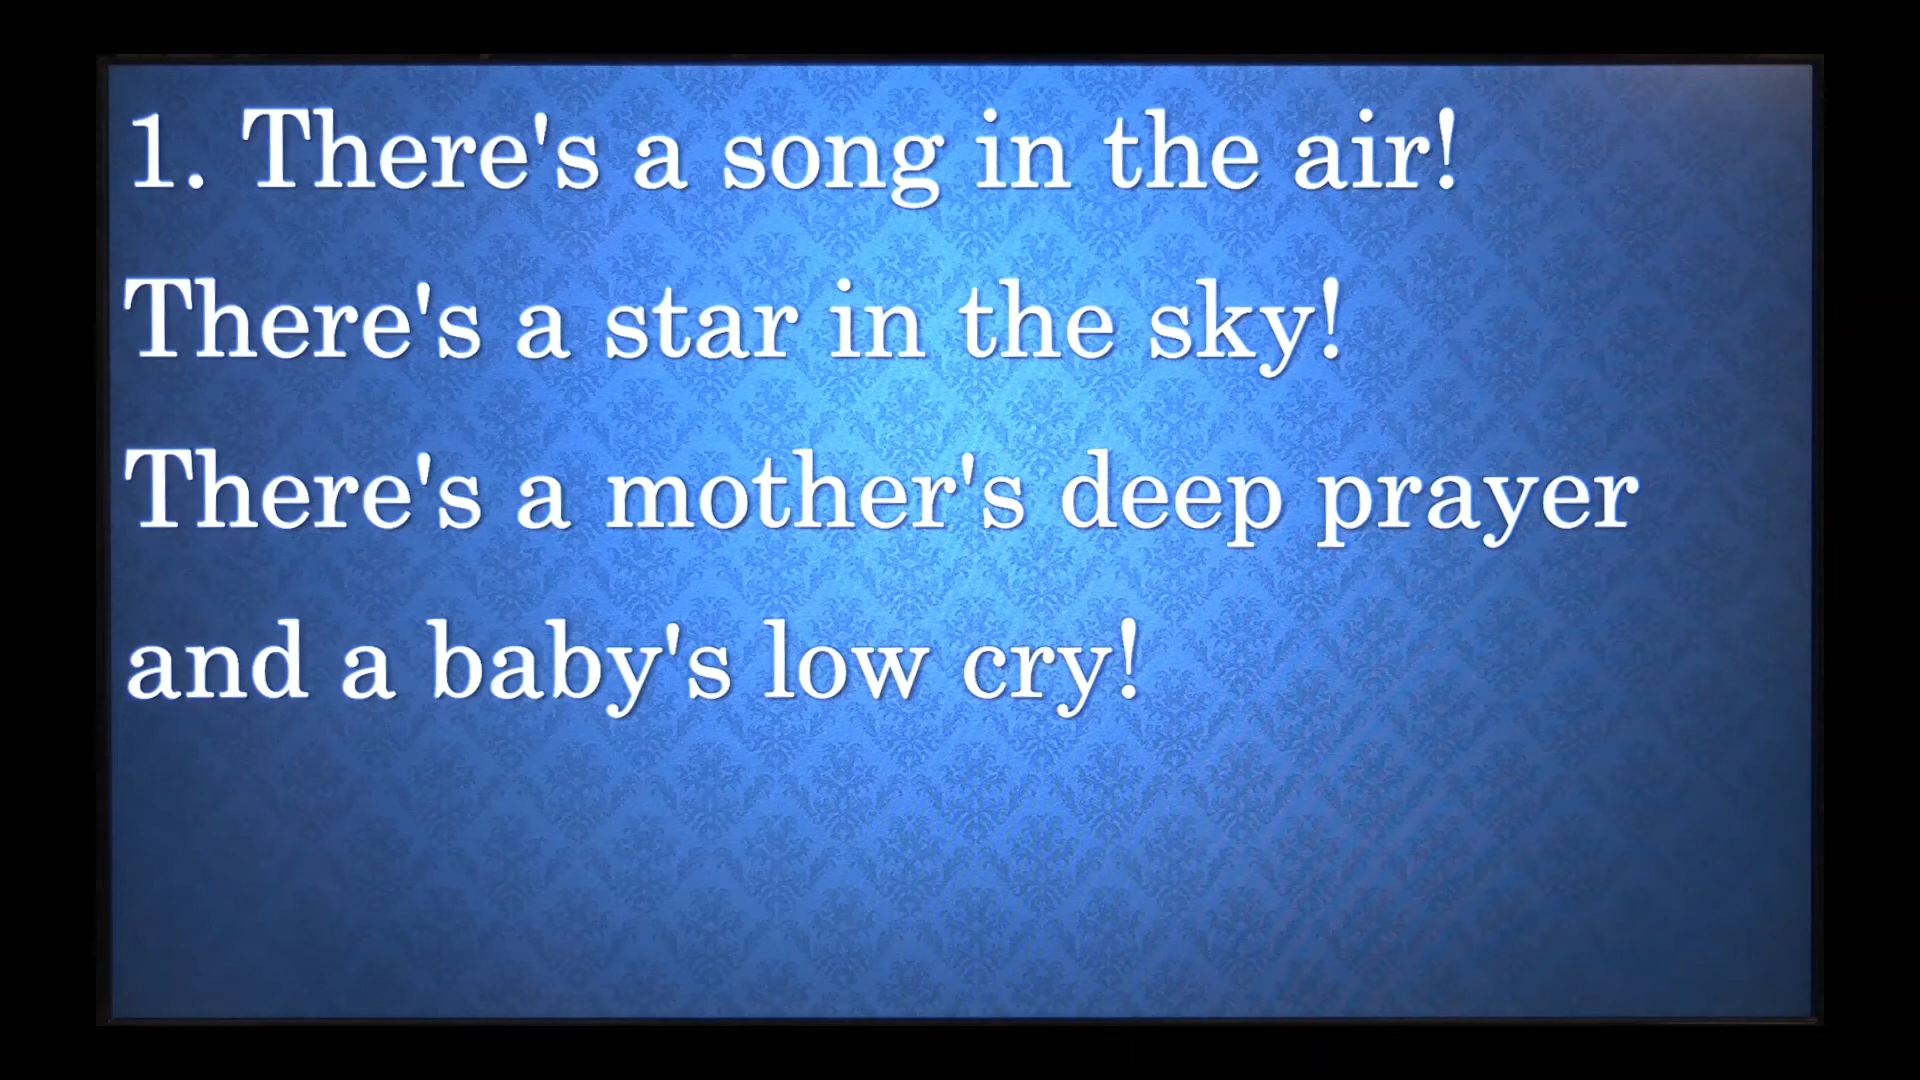 1. There's a song in the air!
There's a star in the sky!
There's a mother's deep prayer
and a baby's low cry!